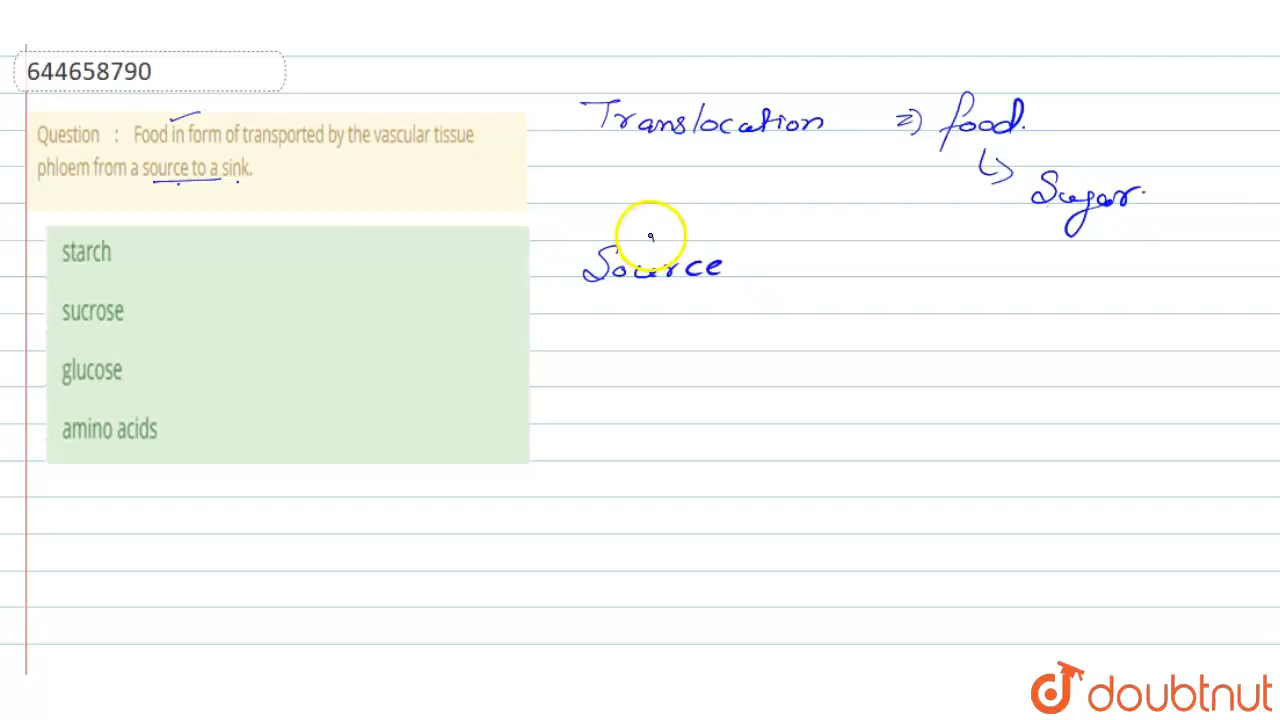 644658790
Question : Food in form of transported by the vascular tissue
phloem from a source to a sink.
starch
sucrose
glucose
amino acids
Translocation => food.
↳ Sugar.
Source
doubtnut